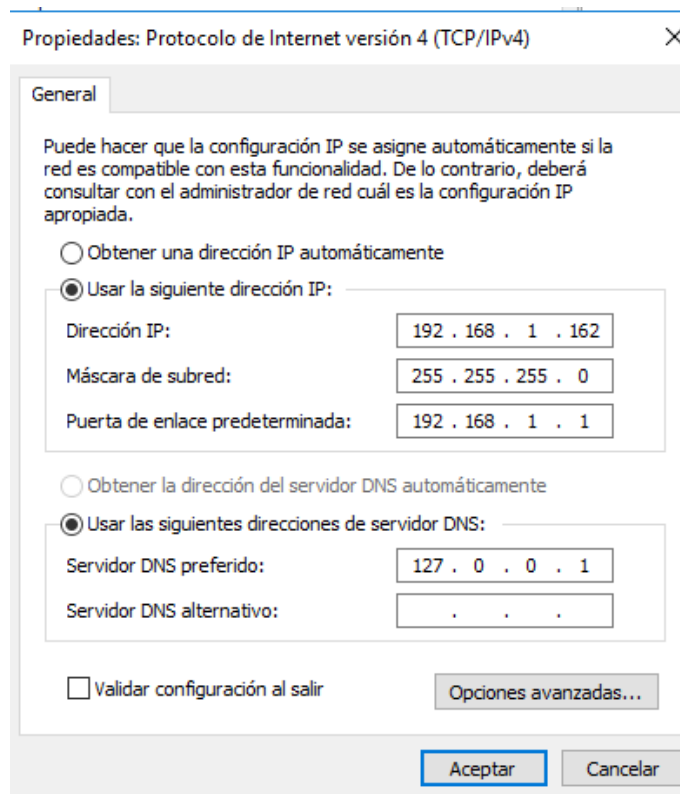 Propiedades: Protocolo de Internet versión 4 (TCP/IPv4)
General
Puede hacer que la configuración IP se asigne automáticamente si la
red es compatible con esta funcionalidad. De lo contrario, deberá
consultar con el administrador de red cuál es la configuración IP
apropiada.
Obtener una dirección IP automáticamente
Usar la siguiente dirección IP:
Dirección IP: 192 . 168 . 1 . 162
Máscara de subred: 255 . 255 . 255 . 0
Puerta de enlace predeterminada: 192 . 168 . 1 . 1
Obtener la dirección del servidor DNS automáticamente
Usar las siguientes direcciones de servidor DNS:
Servidor DNS preferido: 127 . 0 . 0 . 1
Servidor DNS alternativo: . . .
Validar configuración al salir Opciones avanzadas...
Aceptar Cancelar